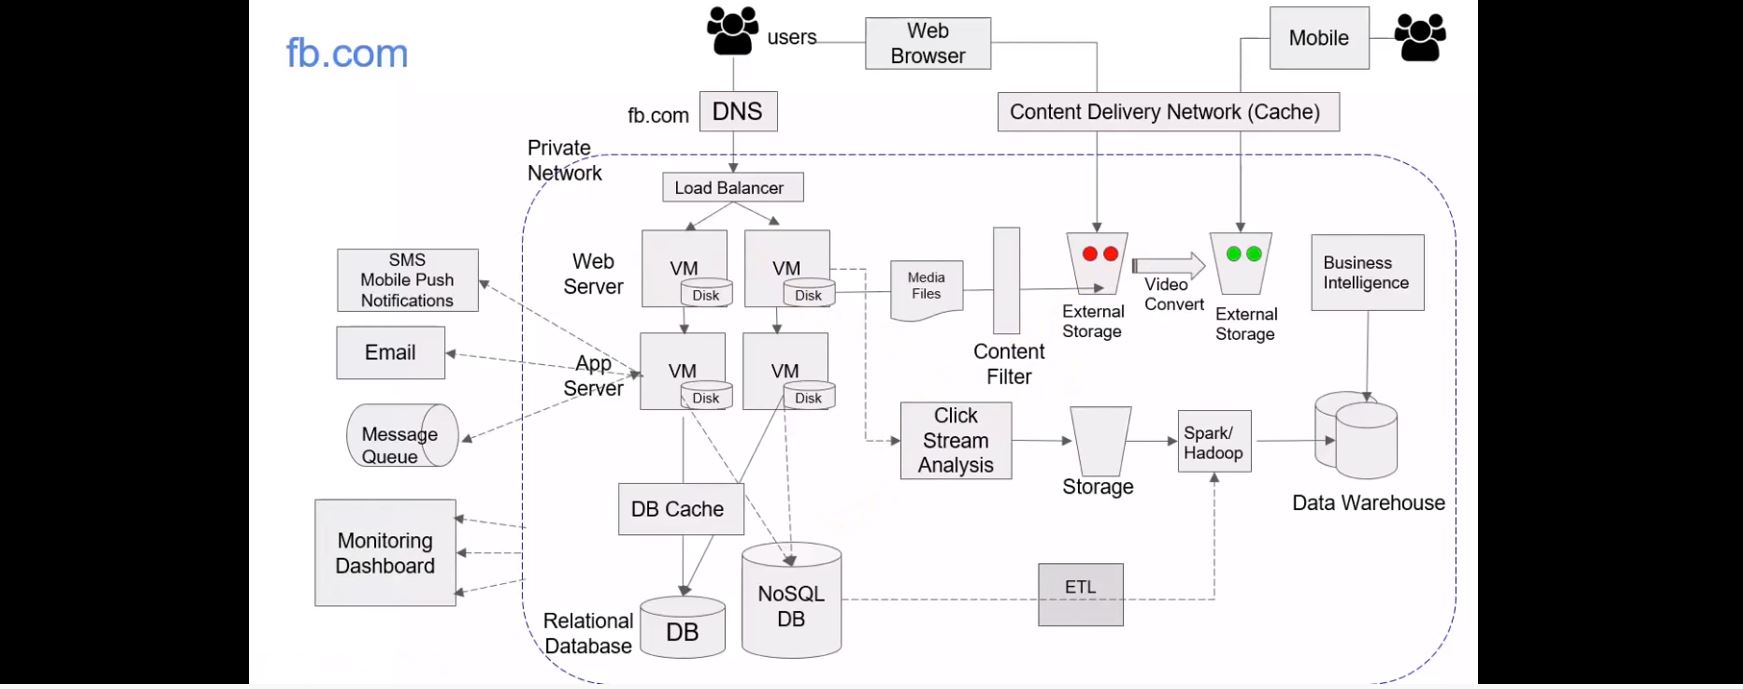 fb.com
users
Web
Browser
Mobile
fb.com
DNS
Content Delivery Network (Cache)
Private
Network
Load Balancer
Web
Server
VM
Disk
VM
Disk
SMS
Mobile Push
Notifications
Media
Files
Content
Filter
External
Storage
Video
Convert
External
Storage
Business
Intelligence
Email
App
Server
VM
Disk
VM
Disk
Message
Queue
Click
Stream
Analysis
Storage
Spark/
Hadoop
Data Warehouse
DB Cache
Monitoring
Dashboard
Relational
Database
DB
NoSQL
DB
ETL